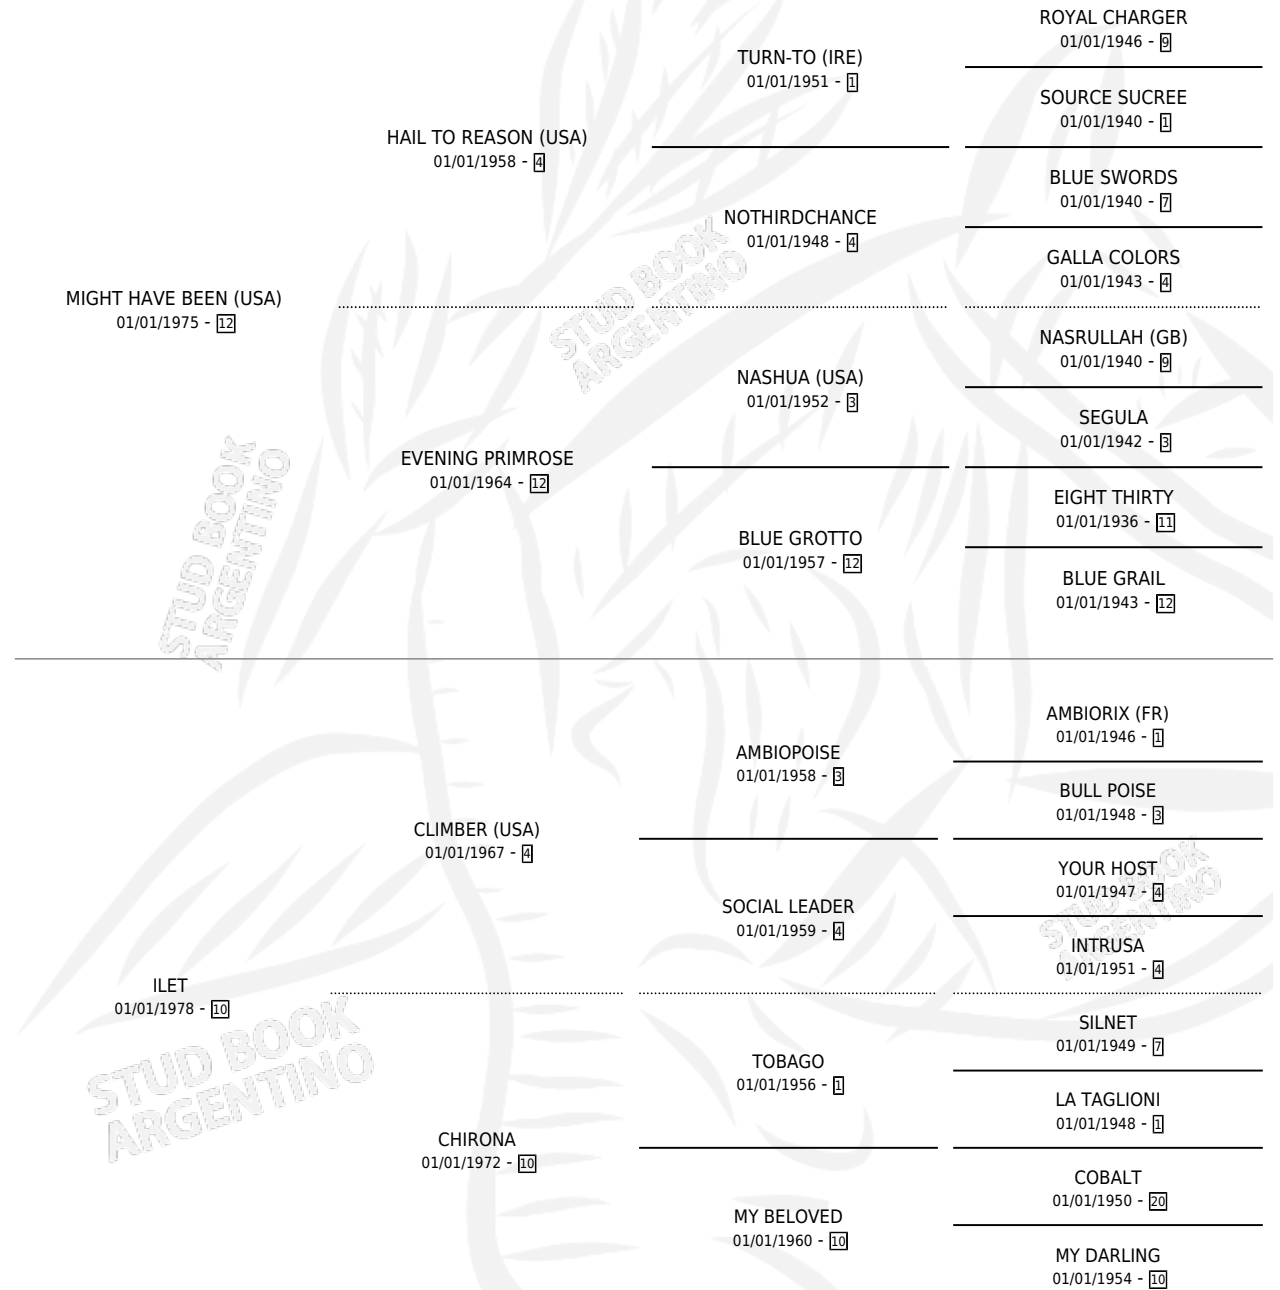 ROYAL CHARGER
01/01/1946 - 9
TURN-TO (IRE)
01/01/1951 - 1
SOURCE SUCREE
01/01/1940 - 1
HAIL TO REASON (USA)
01/01/1958 - 4
BLUE SWORDS
01/01/1940 - 7
NOTHIRDCHANCE
01/01/1948 - 4
GALLA COLORS
01/01/1943 - 4
MIGHT HAVE BEEN (USA)
01/01/1975 - 12
NASRULLAH (GB)
01/01/1940 - 9
NASHUA (USA)
01/01/1952 - 3
SEGULA
01/01/1942 - 3
EVENING PRIMROSE
01/01/1964 - 12
EIGHT THIRTY
01/01/1936 - 11
BLUE GROTTO
01/01/1957 - 12
BLUE GRAIL
01/01/1943 - 12
AMBIORIX (FR)
01/01/1946 - 1
AMBIOPOISE
01/01/1958 - 3
BULL POISE
01/01/1948 - 3
CLIMBER (USA)
01/01/1967 - 4
YOUR HOST
01/01/1947 - 4
SOCIAL LEADER
01/01/1959 - 4
INTRUSA
01/01/1951 - 4
ILET
01/01/1978 - 10
SILNET
01/01/1949 - 7
TOBAGO
01/01/1956 - 1
LA TAGLIONI
01/01/1948 - 1
CHIRONA
01/01/1972 - 10
COBALT
01/01/1950 - 20
MY BELOVED
01/01/1960 - 10
MY DARLING
01/01/1954 - 10
STUD BOOK
ARGENTINO
STUD BOOK
ARGENTINO
STUD BOOK
ARGENTINO
STUD BOOK
ARGENTINO